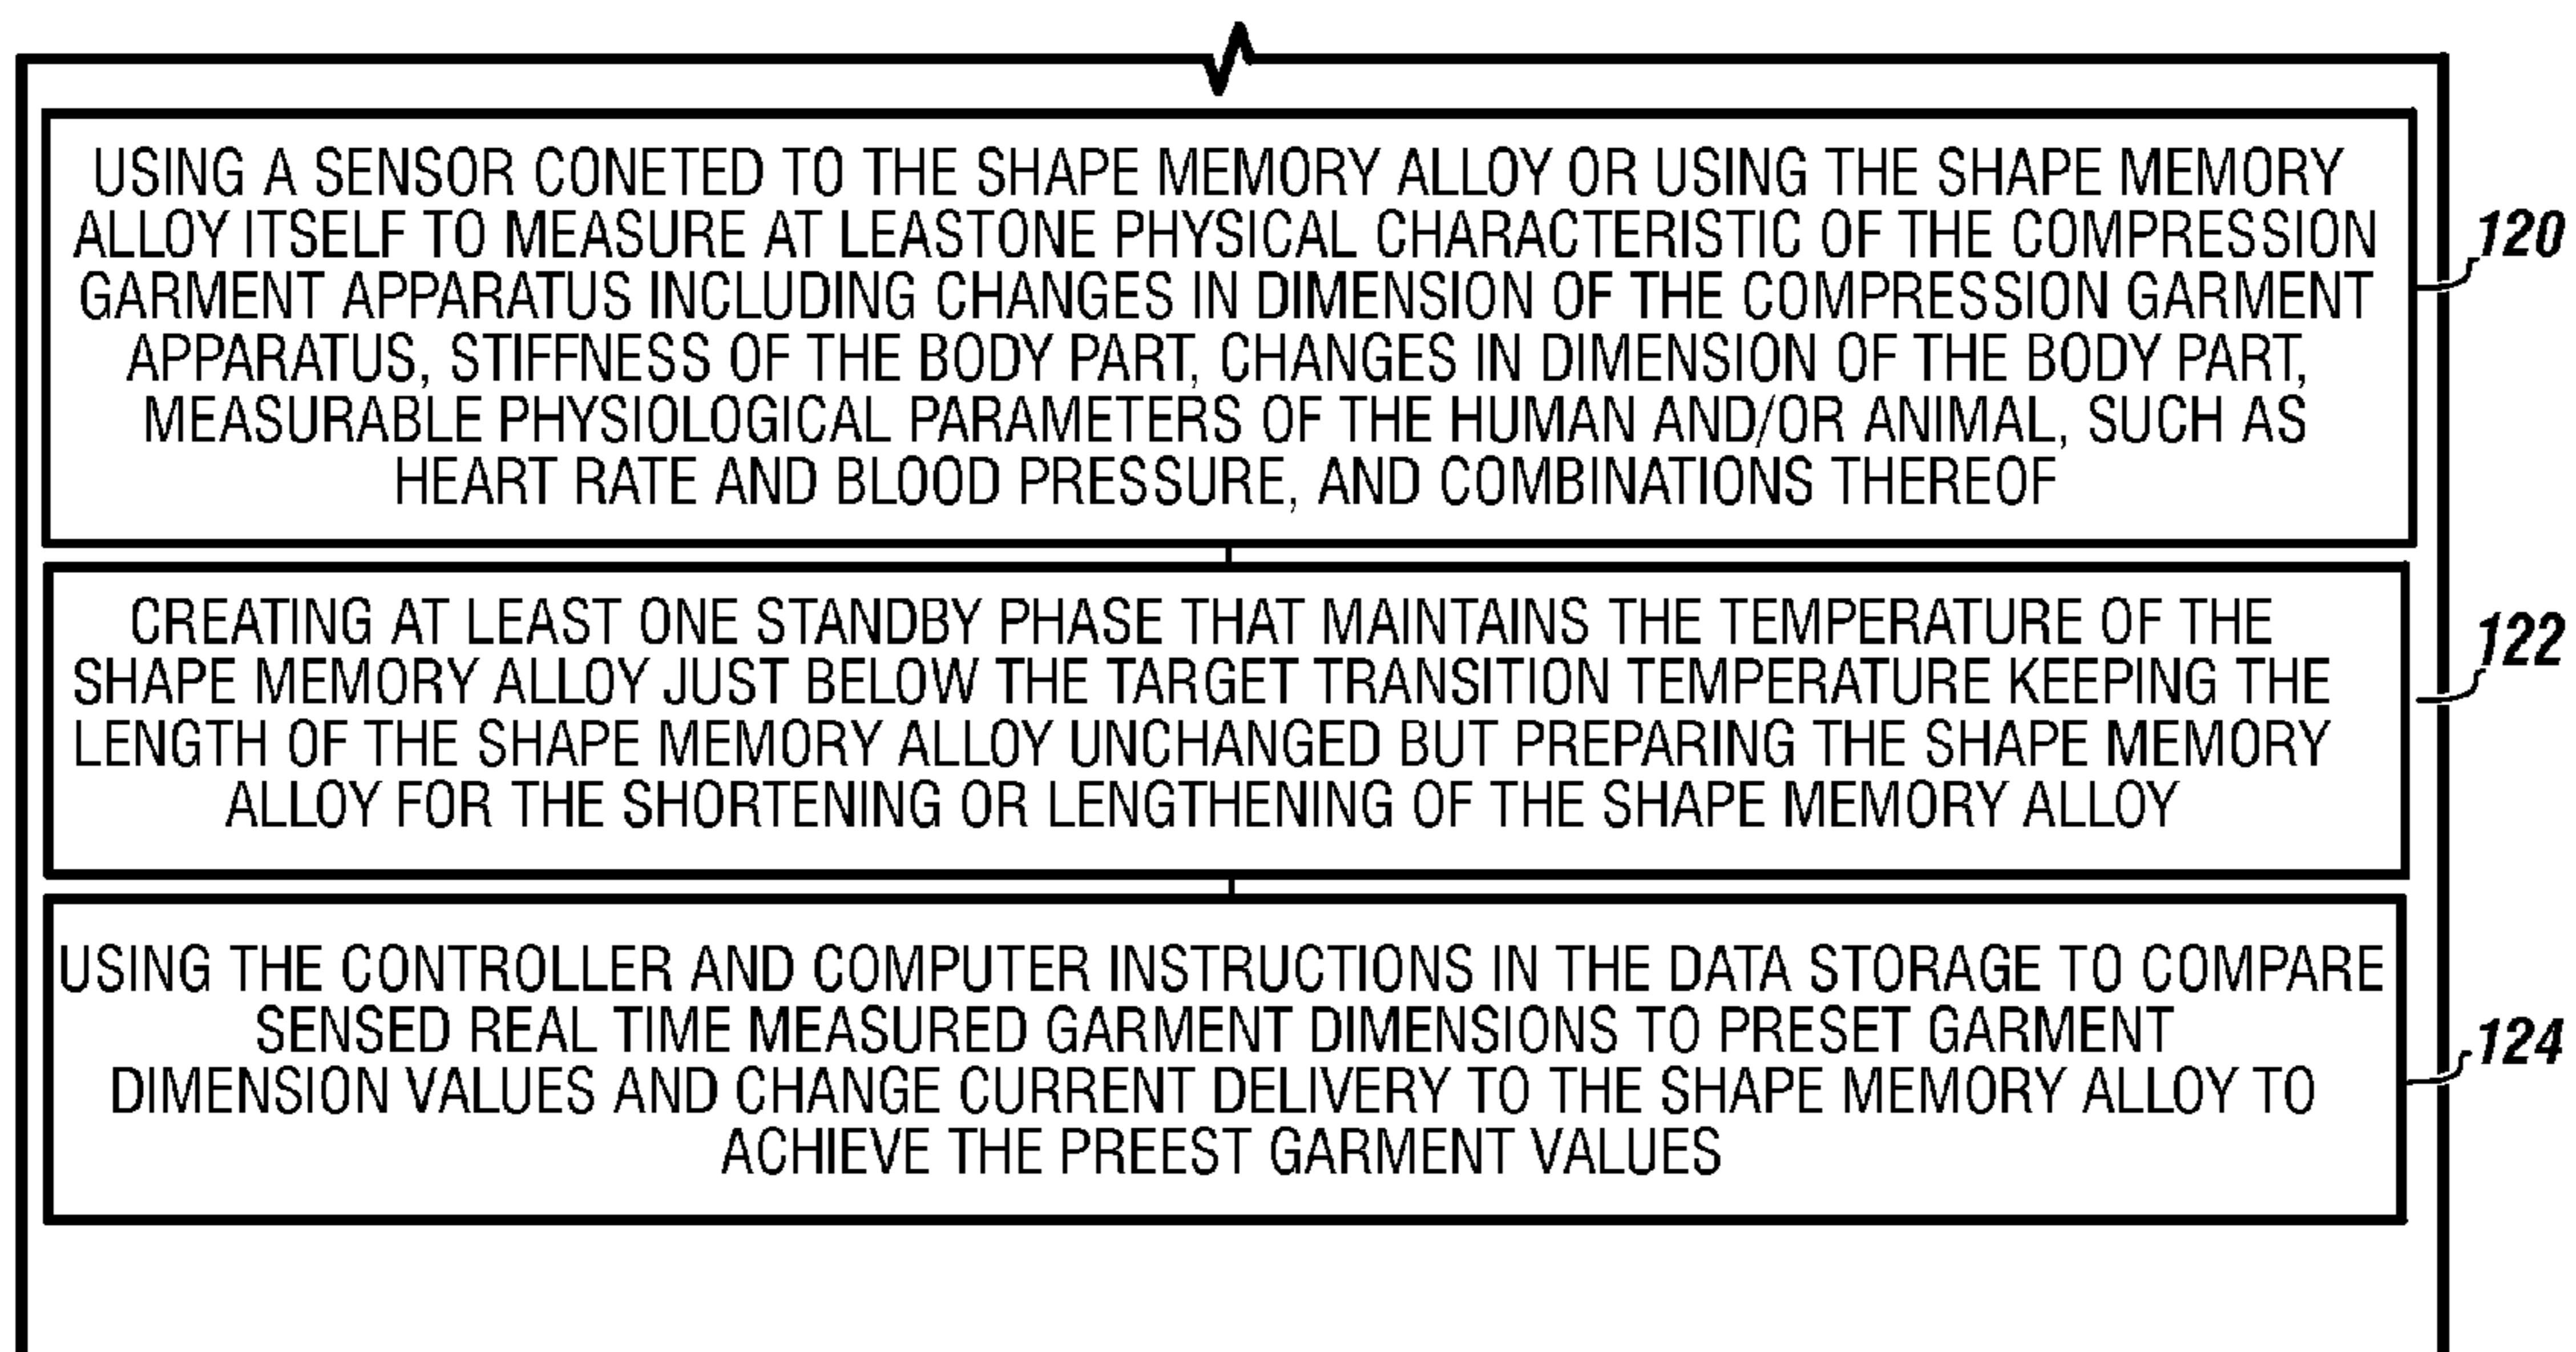 USING A SENSOR CONETED TO THE SHAPE MEMORY ALLOY OR USING THE SHAPE MEMORY
ALLOY ITSELF TO MEASURE AT LEASTONE PHYSICAL CHARACTERISTIC OF THE COMPRESSION
GARMENT APPARATUS INCLUDING CHANGES IN DIMENSION OF THE COMPRESSION GARMENT
APPARATUS, STIFFNESS OF THE BODY PART, CHANGES IN DIMENSION OF THE BODY PART,
MEASURABLE PHYSIOLOGICAL PARAMETERS OF THE HUMAN AND/OR ANIMAL, SUCH AS
HEART RATE AND BLOOD PRESSURE, AND COMBINATIONS THEREOF
120
CREATING AT LEAST ONE STANDBY PHASE THAT MAINTAINS THE TEMPERATURE OF THE
SHAPE MEMORY ALLOY JUST BELOW THE TARGET TRANSITION TEMPERATURE KEEPING THE
LENGTH OF THE SHAPE MEMORY ALLOY UNCHANGED BUT PREPARING THE SHAPE MEMORY
ALLOY FOR THE SHORTENING OR LENGTHENING OF THE SHAPE MEMORY ALLOY
122
USING THE CONTROLLER AND COMPUTER INSTRUCTIONS IN THE DATA STORAGE TO COMPARE
SENSED REAL TIME MEASURED GARMENT DIMENSIONS TO PRESET GARMENT
DIMENSION VALUES AND CHANGE CURRENT DELIVERY TO THE SHAPE MEMORY ALLOY TO
ACHIEVE THE PREEST GARMENT VALUES
124